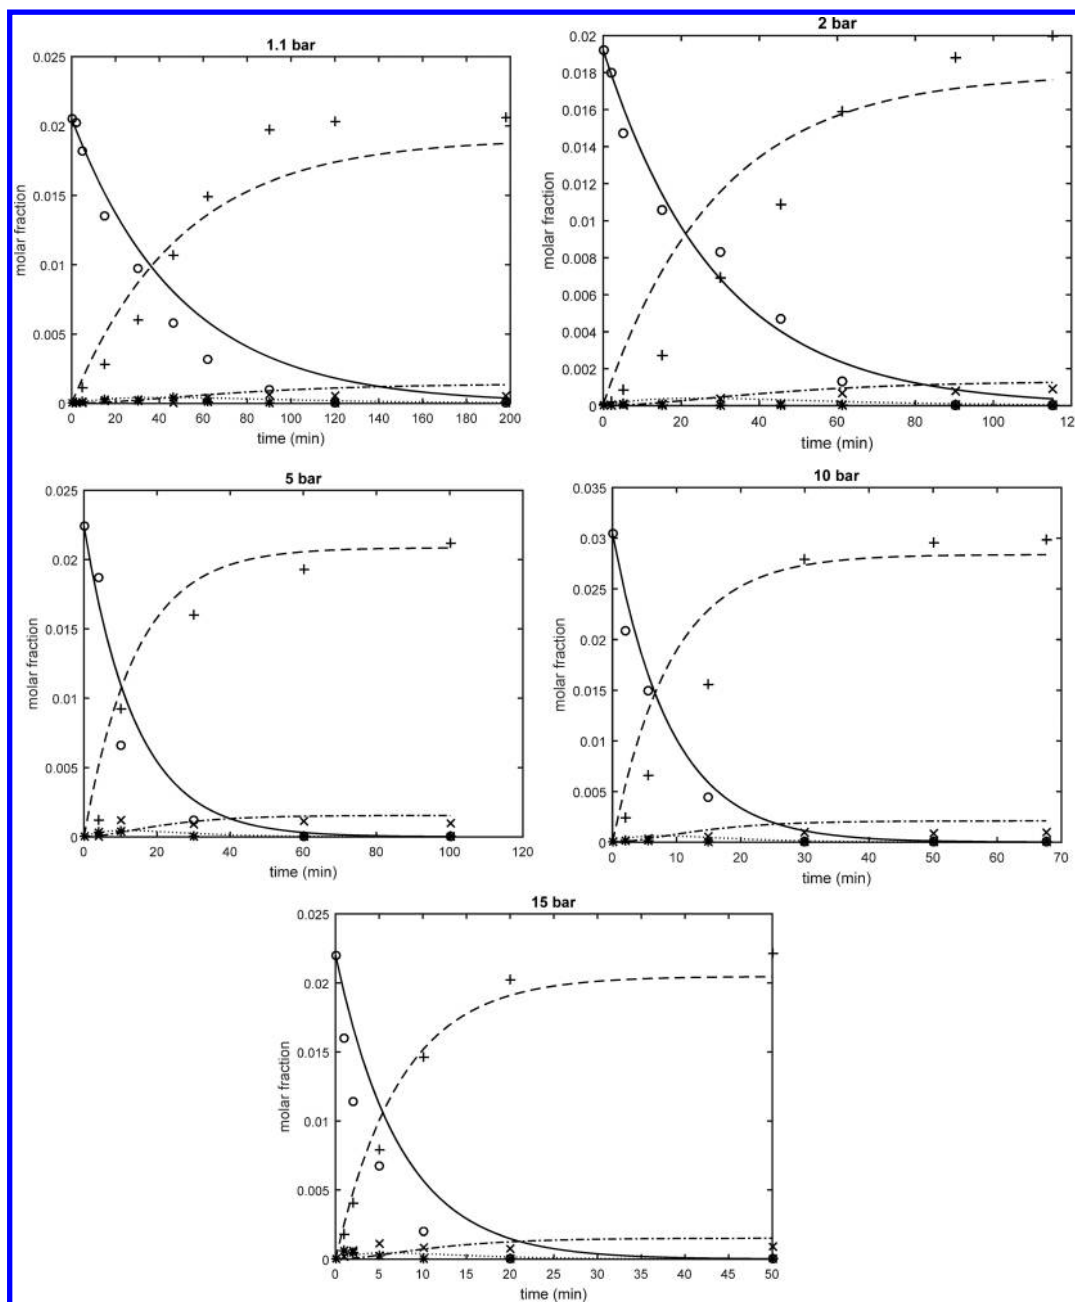 1.1 bar
0.025
0.02
0.015
0.01
0.005
0
molar fraction
0 20 40 60 80 100 120 140 160 180 200
time (min)
2 bar
0.02
0.018
0.016
0.014
0.012
0.01
0.008
0.006
0.004
0.002
0
molar fraction
0 20 40 60 80 100 120
time (min)
5 bar
0.025
0.02
0.015
0.01
0.005
0
molar fraction
0 20 40 60 80 100 120
time (min)
10 bar
0.035
0.03
0.025
0.02
0.015
0.01
0.005
0
molar fraction
0 10 20 30 40 50 60 70
time (min)
15 bar
0.025
0.02
0.015
0.01
0.005
0
molar fraction
0 5 10 15 20 25 30 35 40 45 50
time (min)